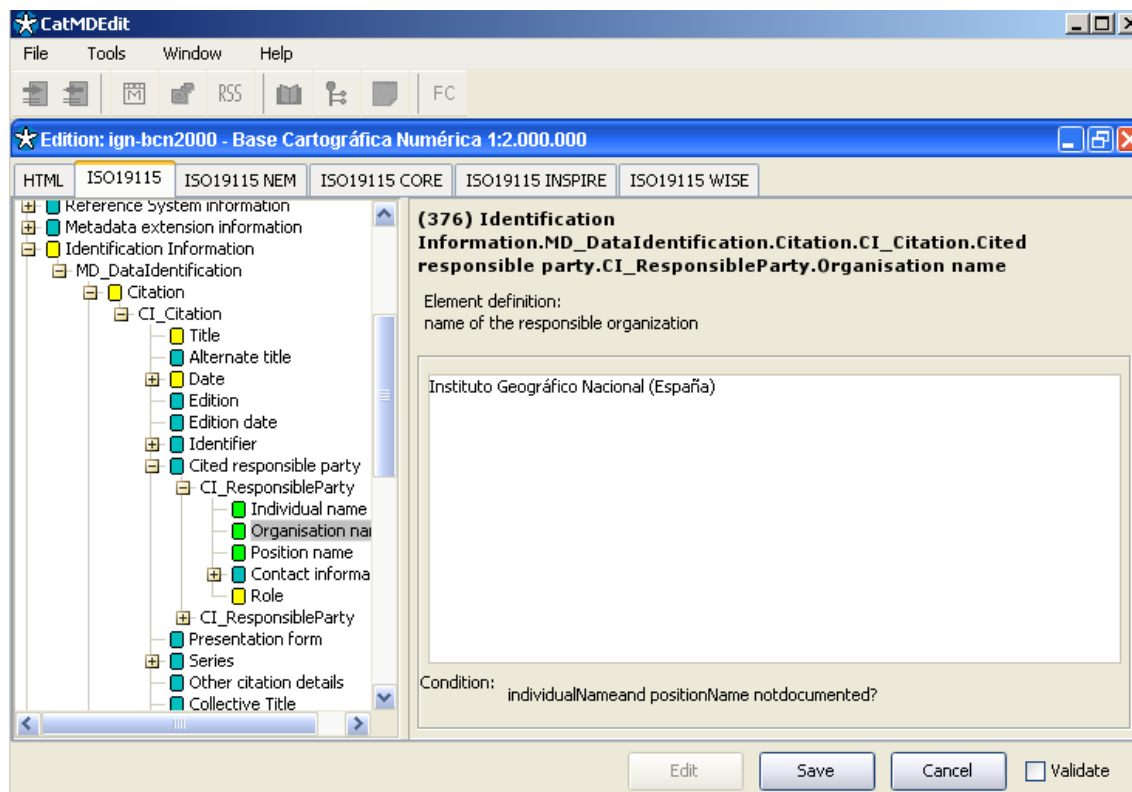 CatMDEdit
File Tools Window Help
RSS FC
Edition: ign-bcn2000 - Base Cartográfica Numérica 1:2.000.000
HTML ISO19115 ISO19115 NEM ISO19115 CORE ISO19115 INSPIRE ISO19115 WISE
Reference System information
Metadata extension information
Identification Information
MD_DataIdentification
Citation
CI_Citation
Title
Alternate title
Date
Edition
Edition date
Identifier
Cited responsible party
CI_ResponsibleParty
Individual name
Organisation nai
Position name
Contact informa
Role
CI_ResponsibleParty
Presentation form
Series
Other citation details
Collective Title
(376) Identification
Information.MD_DataIdentification.Citation.CI_Citation.Cited
responsible party.CI_ResponsibleParty.Organisation name
Element definition:
name of the responsible organization
Instituto Geográfico Nacional (España)
Condition: individualNameand positionName notdocumented?
Edit Save Cancel Validate